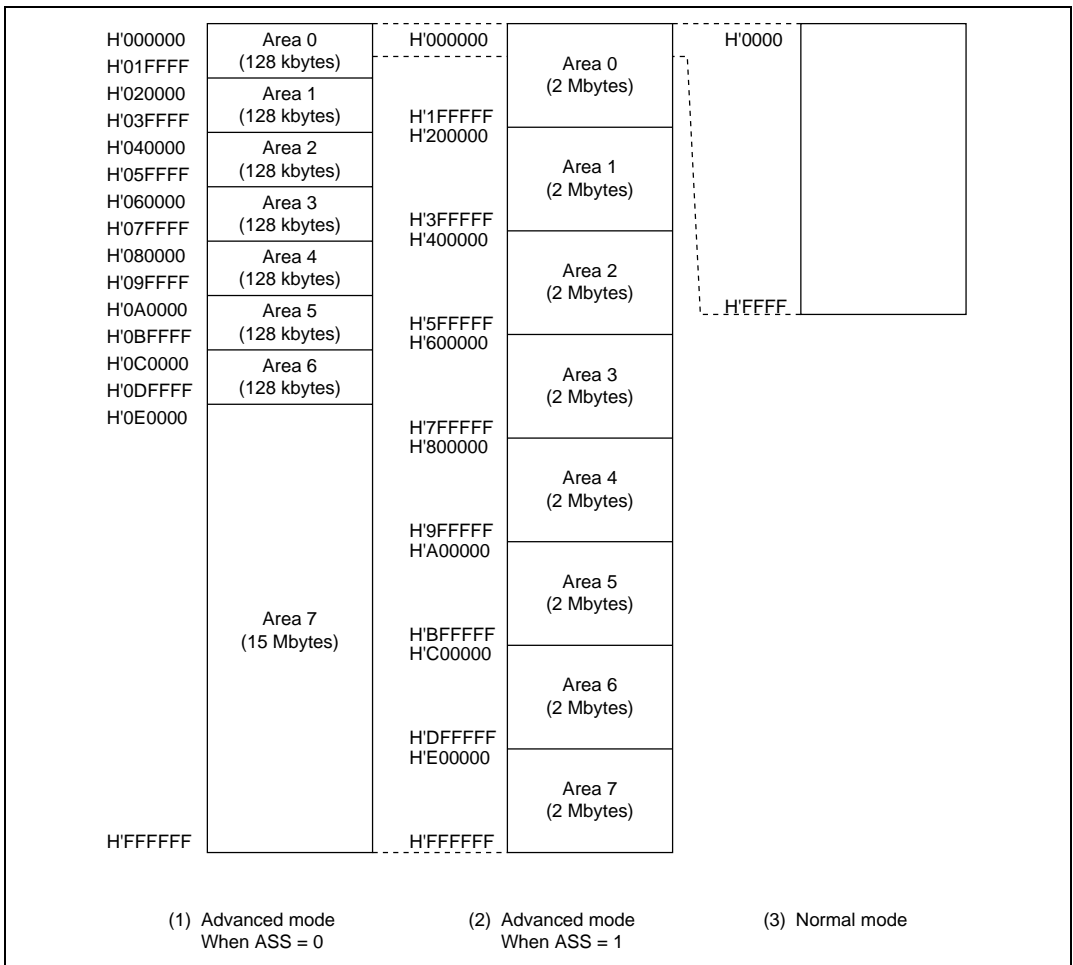 H'000000
H'01FFFF
H'020000
H'03FFFF
H'040000
H'05FFFF
H'060000
H'07FFFF
H'080000
H'09FFFF
H'0A0000
H'0BFFFF
H'0C0000
H'0DFFFF
H'0E0000
H'FFFFFF
Area 0
(128 kbytes)
Area 1
(128 kbytes)
Area 2
(128 kbytes)
Area 3
(128 kbytes)
Area 4
(128 kbytes)
Area 5
(128 kbytes)
Area 6
(128 kbytes)
Area 7
(15 Mbytes)
H'000000
H'1FFFFF
H'200000
H'3FFFFF
H'400000
H'5FFFFF
H'600000
H'7FFFFF
H'800000
H'9FFFFF
H'A00000
H'BFFFFF
H'C00000
H'DFFFFF
H'E00000
H'FFFFFF
Area 0
(2 Mbytes)
Area 1
(2 Mbytes)
Area 2
(2 Mbytes)
Area 3
(2 Mbytes)
Area 4
(2 Mbytes)
Area 5
(2 Mbytes)
Area 6
(2 Mbytes)
Area 7
(2 Mbytes)
H'0000
H'FFFF
(1) Advanced mode
When ASS = 0
(2) Advanced mode
When ASS = 1
(3) Normal mode